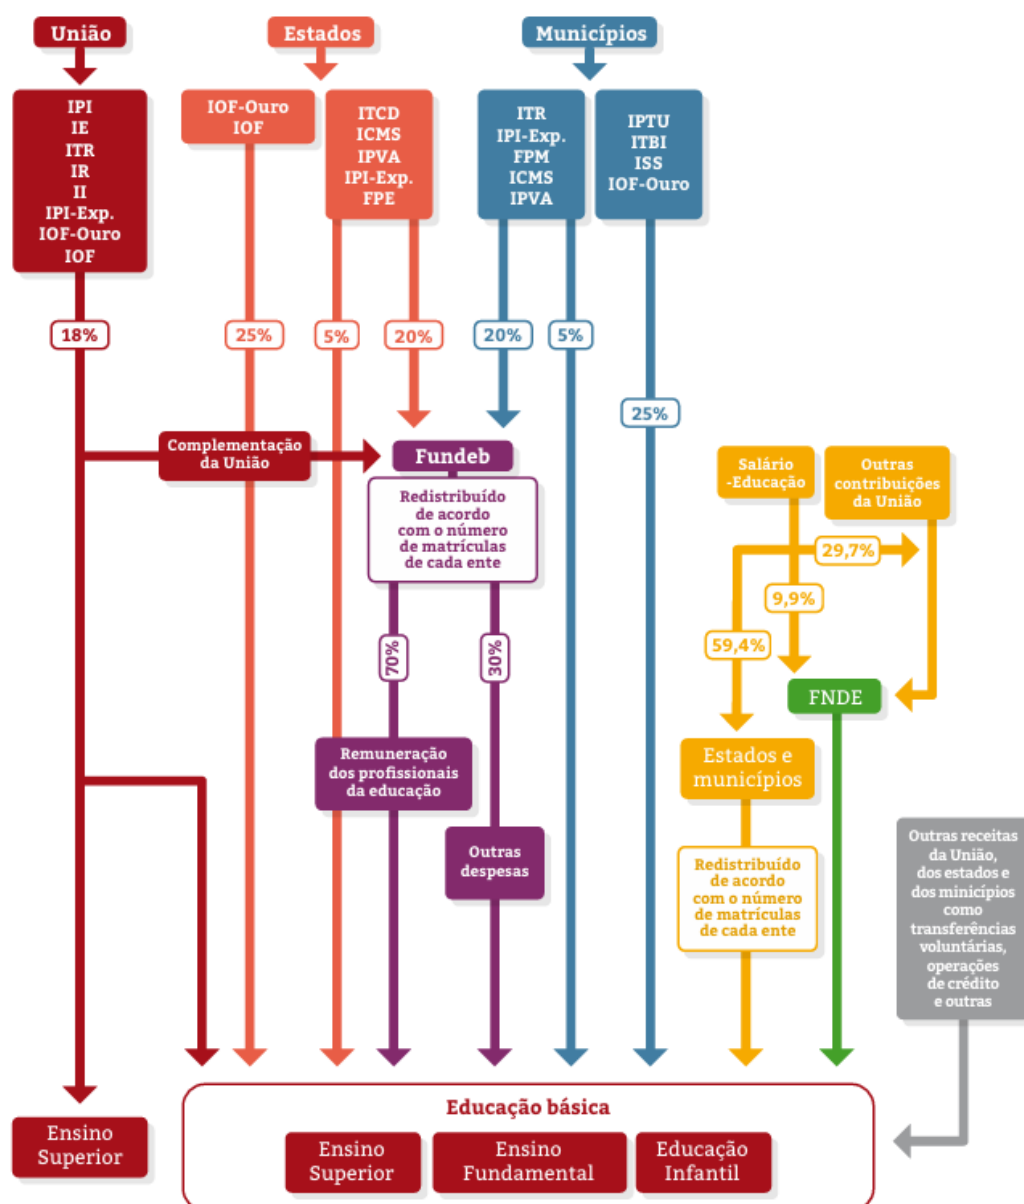 União
Estados
Municípios
IPI
IE
ITR
IR
II
IPI-Exp.
IOF-Ouro
IOF
IOF-Ouro
IOF
ITCD
ICMS
IPVA
IPI-Exp.
FPE
ITR
IPI-Exp.
FPM
ICMS
IPVA
IPTU
ITBI
ISS
IOF-Ouro
18%
25%
5%
20%
20%
5%
25%
Complementação
da União
Fundeb
Redistribuído
de acordo
com o número
de matrículas
de cada ente
Salário
-Educação
Outras
contribuições
da União
29,7%
9,9%
59,4%
70%
30%
FNDE
Remuneração
dos profissionais
da educação
Estados e
municípios
Outras
despesas
Redistribuído
de acordo
com o número
de matrículas
de cada ente
Outras receitas
da União,
dos estados e
dos minicípios
como
transferências
voluntárias,
operações
de crédito
e outras
Educação básica
Ensino
Superior
Ensino
Superior
Ensino
Fundamental
Educação
Infantil